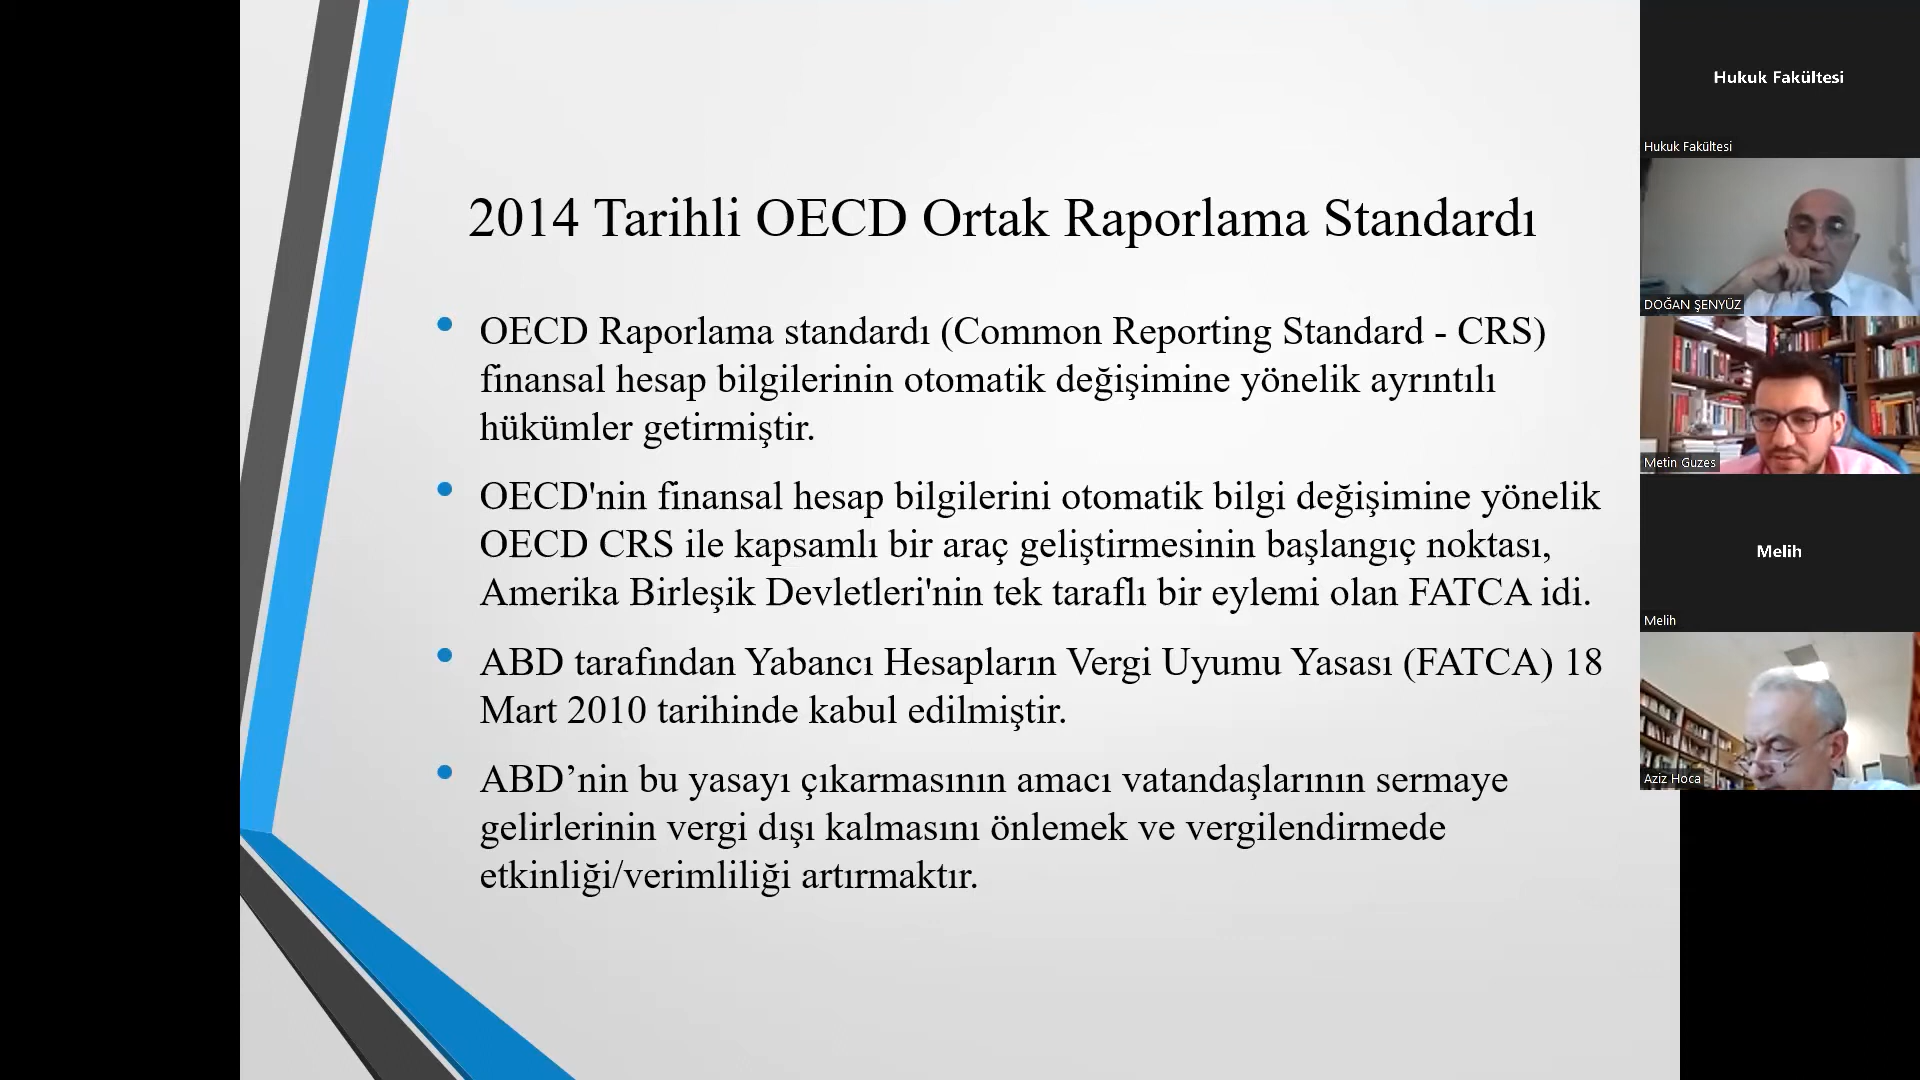 2014 Tarihli OECD Ortak Raporlama Standardı
OECD Raporlama standardı (Common Reporting Standard - CRS)
finansal hesap bilgilerinin otomatik değişimine yönelik ayrıntılı
hükümler getirmiştir.
OECD'nin finansal hesap bilgilerini otomatik bilgi değişimine yönelik
OECD CRS ile kapsamlı bir araç geliştirmesinin başlangıç noktası,
Amerika Birleşik Devletleri'nin tek taraflı bir eylemi olan FATCA idi.
ABD tarafından Yabancı Hesapların Vergi Uyumu Yasası (FATCA) 18
Mart 2010 tarihinde kabul edilmiştir.
ABD’nin bu yasayı çıkarmasının amacı vatandaşlarının sermaye
gelirlerinin vergi dışı kalmasını önlemek ve vergilendirmede
etkinliği/verimliliği artırmaktır.
Hukuk Fakültesi
Hukuk Fakültesi
DOĞAN ŞENYÜZ
Metin Guzes
Melih
Melih
Aziz Hoca